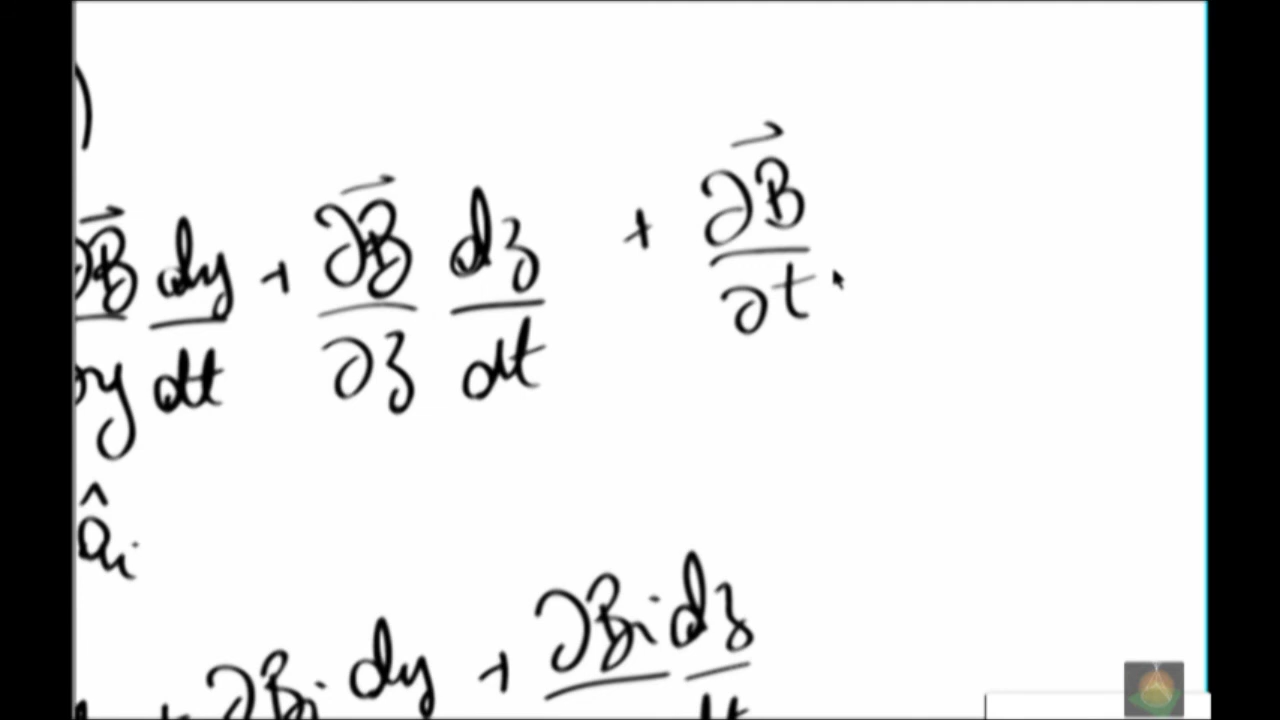 )
∂B⃗/∂y dy/dt + ∂B⃗/∂z dz/dt + ∂B⃗/∂t
âᵢ
+ ∂Bᵢ dy + ∂Bᵢ dz/dt